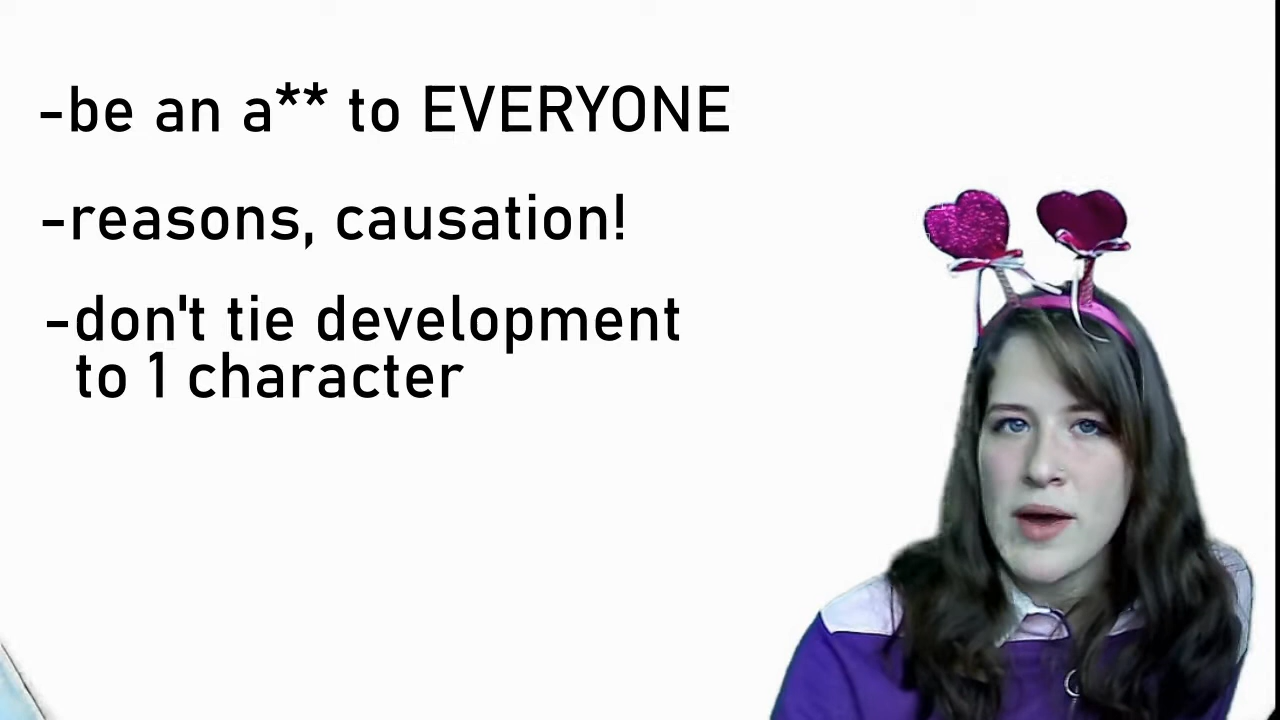 -be an a** to EVERYONE
-reasons, causation!
-don't tie development
to 1 character